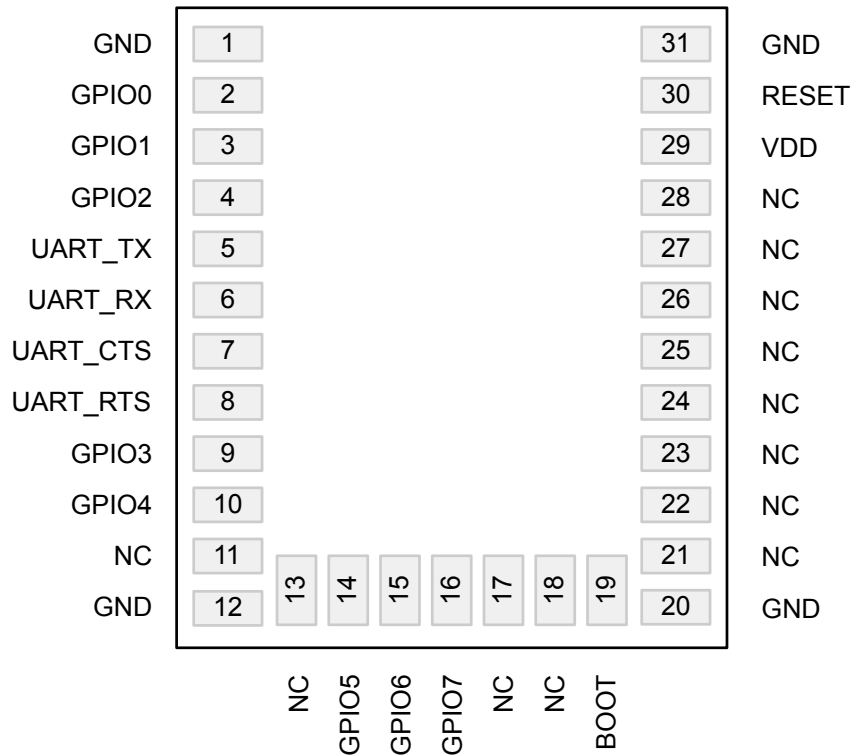 GND 1 31 GND
GPIO0 2 30 RESET
GPIO1 3 29 VDD
GPIO2 4 28 NC
UART_TX 5 27 NC
UART_RX 6 26 NC
UART_CTS 7 25 NC
UART_RTS 8 24 NC
GPIO3 9 23 NC
GPIO4 10 22 NC
NC 11 21 NC
GND 12 13 14 15 16 17 18 19 20 GND
NC GPIO5 GPIO6 GPIO7 NC NC BOOT